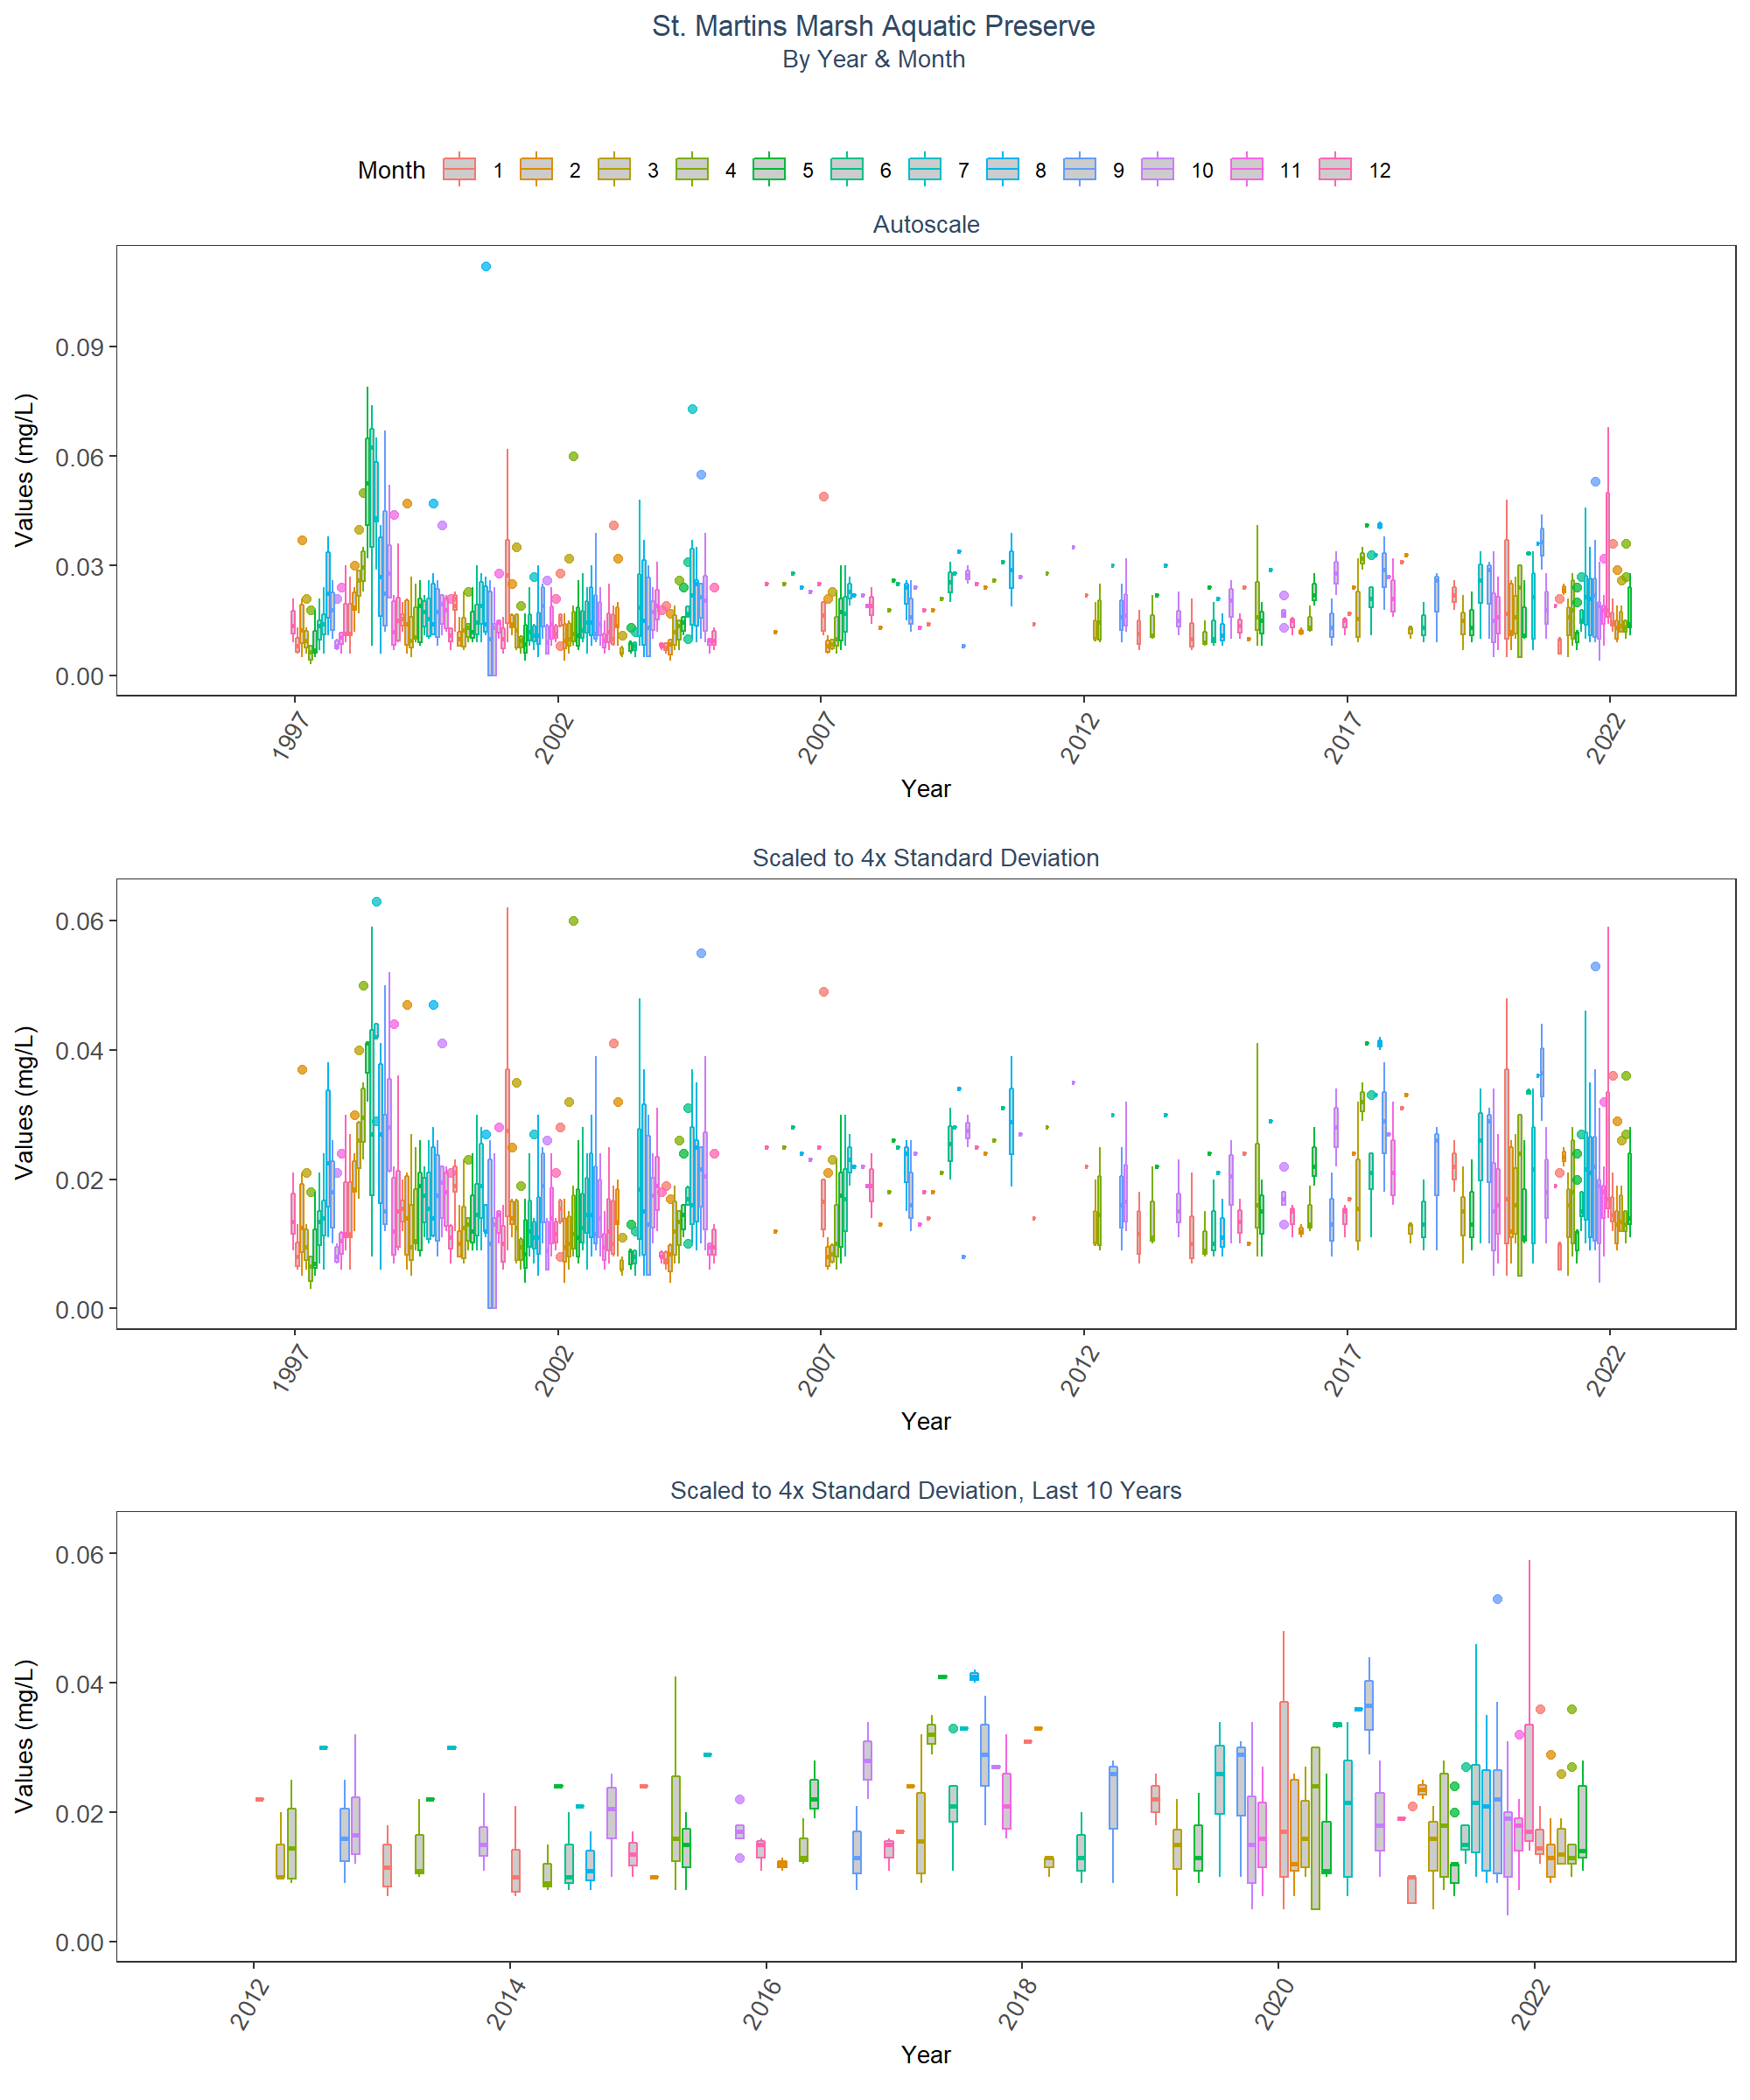 St. Martins Marsh Aquatic Preserve
By Year & Month
Month 1 2 3 4 5 6 7 8 9 10 11 12
Autoscale
Values (mg/L)
0.09
0.06
0.03
0.00
1997 2002 2007 2012 2017 2022
Year
Scaled to 4x Standard Deviation
Values (mg/L)
0.06
0.04
0.02
0.00
1997 2002 2007 2012 2017 2022
Year
Scaled to 4x Standard Deviation, Last 10 Years
Values (mg/L)
0.06
0.04
0.02
0.00
2012 2014 2016 2018 2020 2022
Year